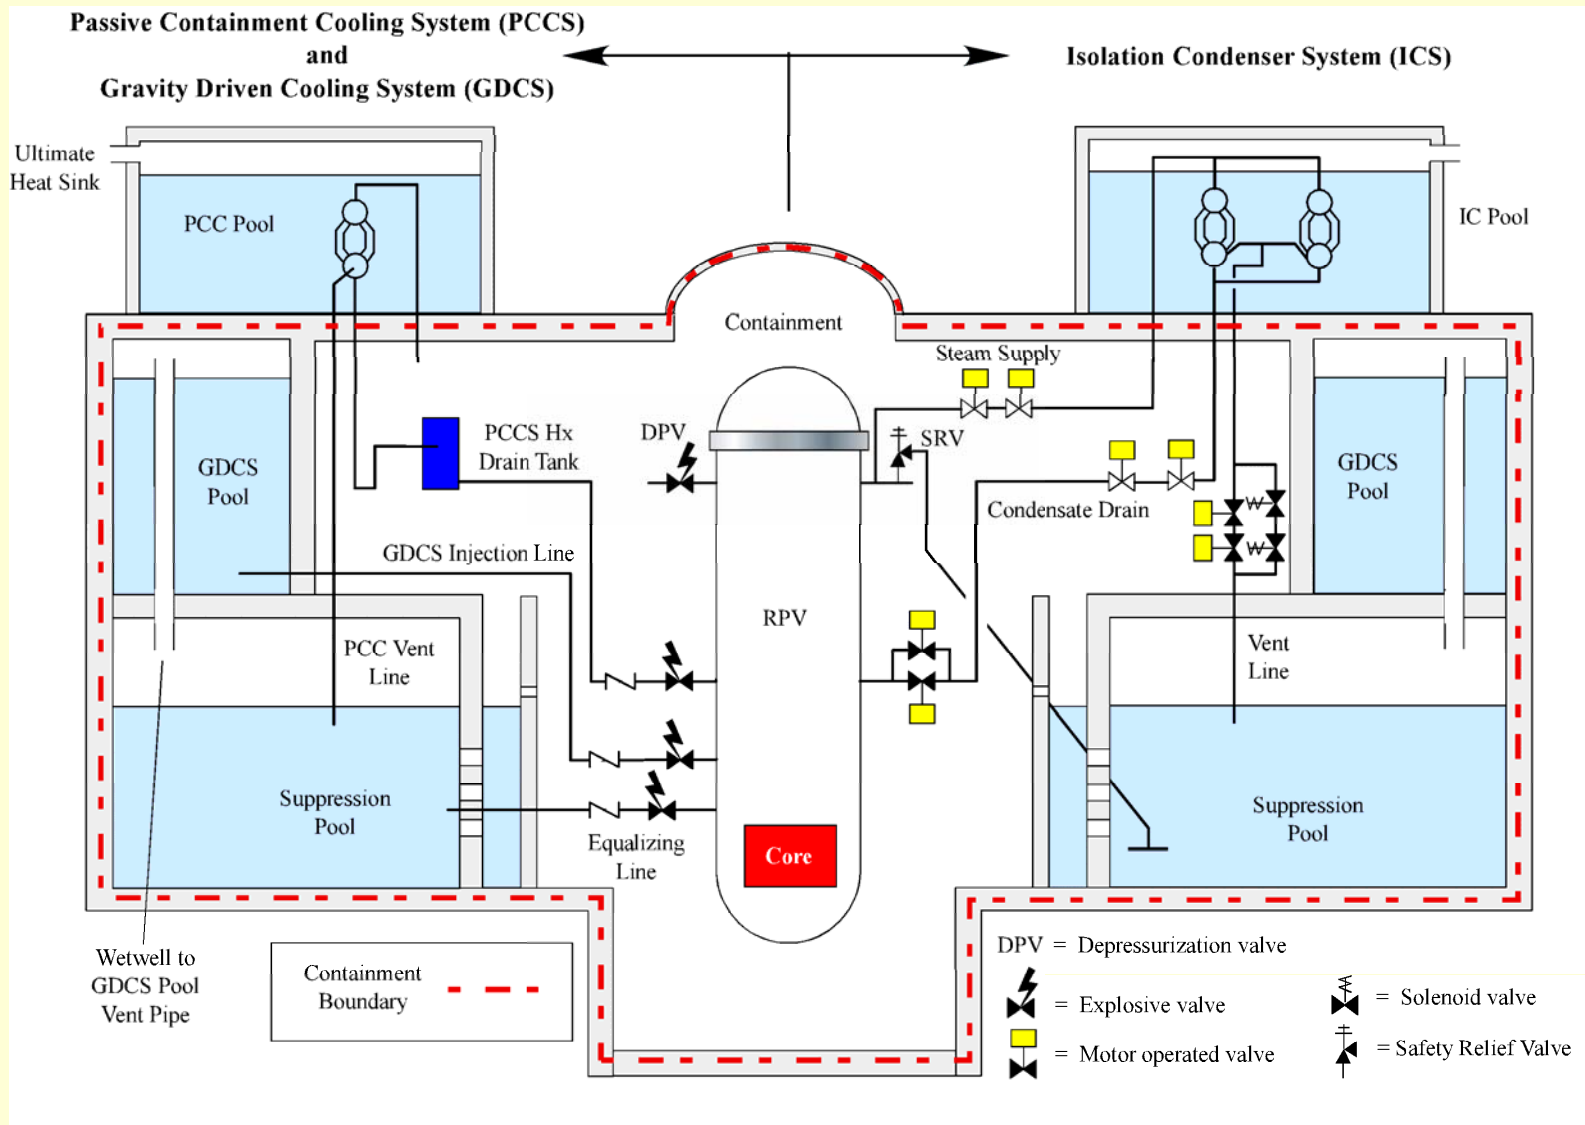 Passive Containment Cooling System (PCCS)
and
Gravity Driven Cooling System (GDCS)
Isolation Condenser System (ICS)
Ultimate
Heat Sink
PCC Pool
IC Pool
Containment
Steam Supply
DPV
SRV
PCCS Hx
Drain Tank
GDCS
Pool
GDCS
Pool
Condensate Drain
GDCS Injection Line
RPV
PCC Vent
Line
Vent
Line
Suppression
Pool
Suppression
Pool
Equalizing
Line
Core
Wetwell to
GDCS Pool
Vent Pipe
Containment
Boundary
DPV = Depressurization valve
= Explosive valve
= Solenoid valve
= Motor operated valve
= Safety Relief Valve